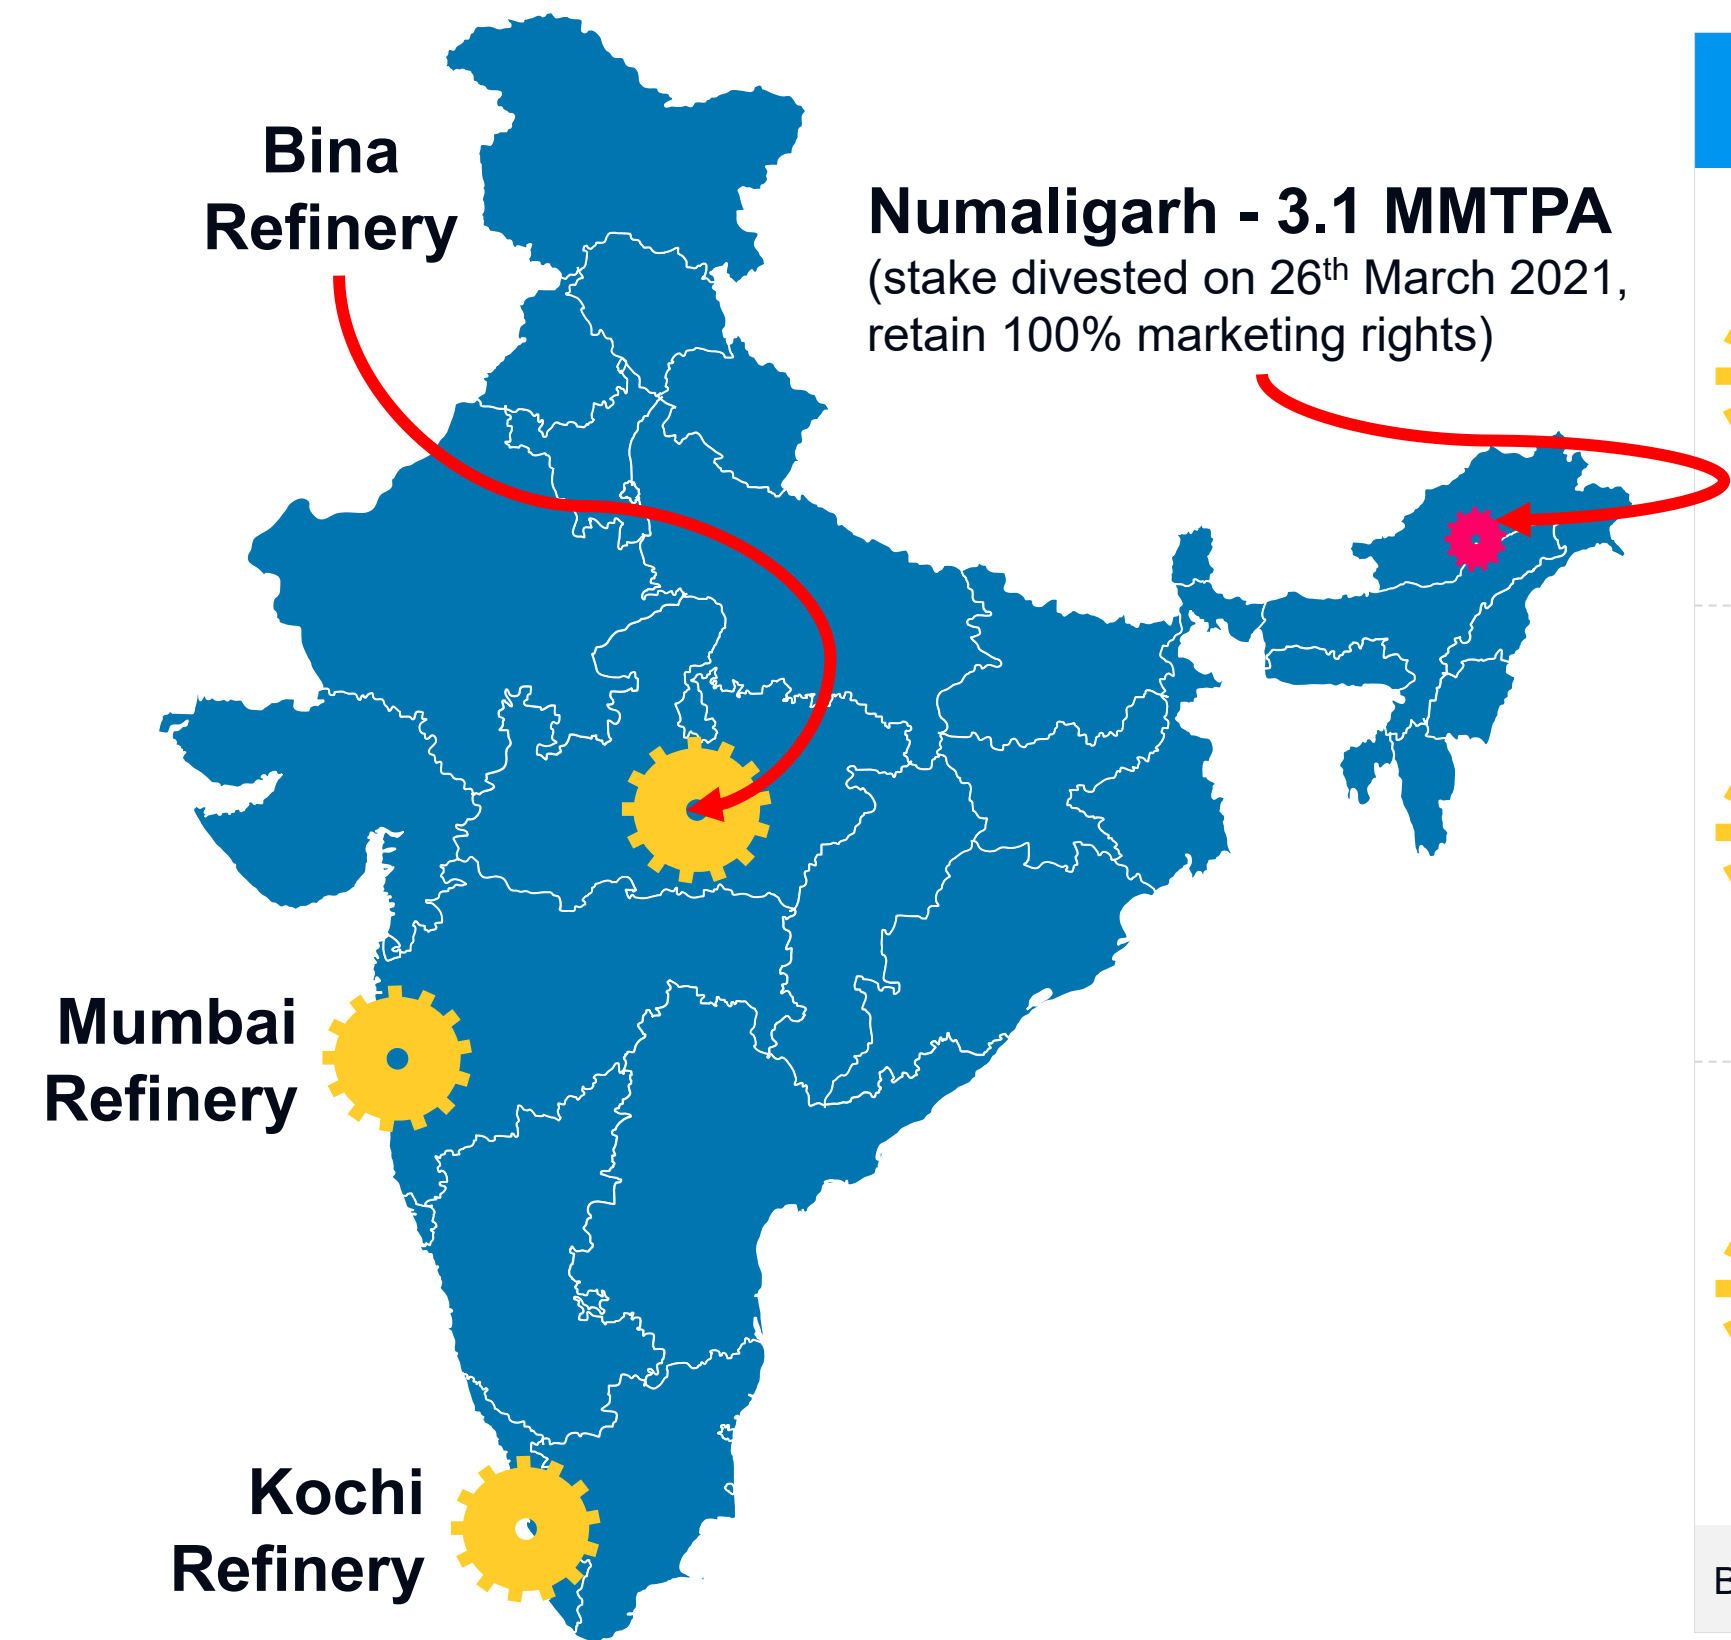 Bina
Refinery
Numaligarh - 3.1 MMTPA
(stake divested on 26th March 2021,
retain 100% marketing rights)
Mumbai
Refinery
Kochi
Refinery